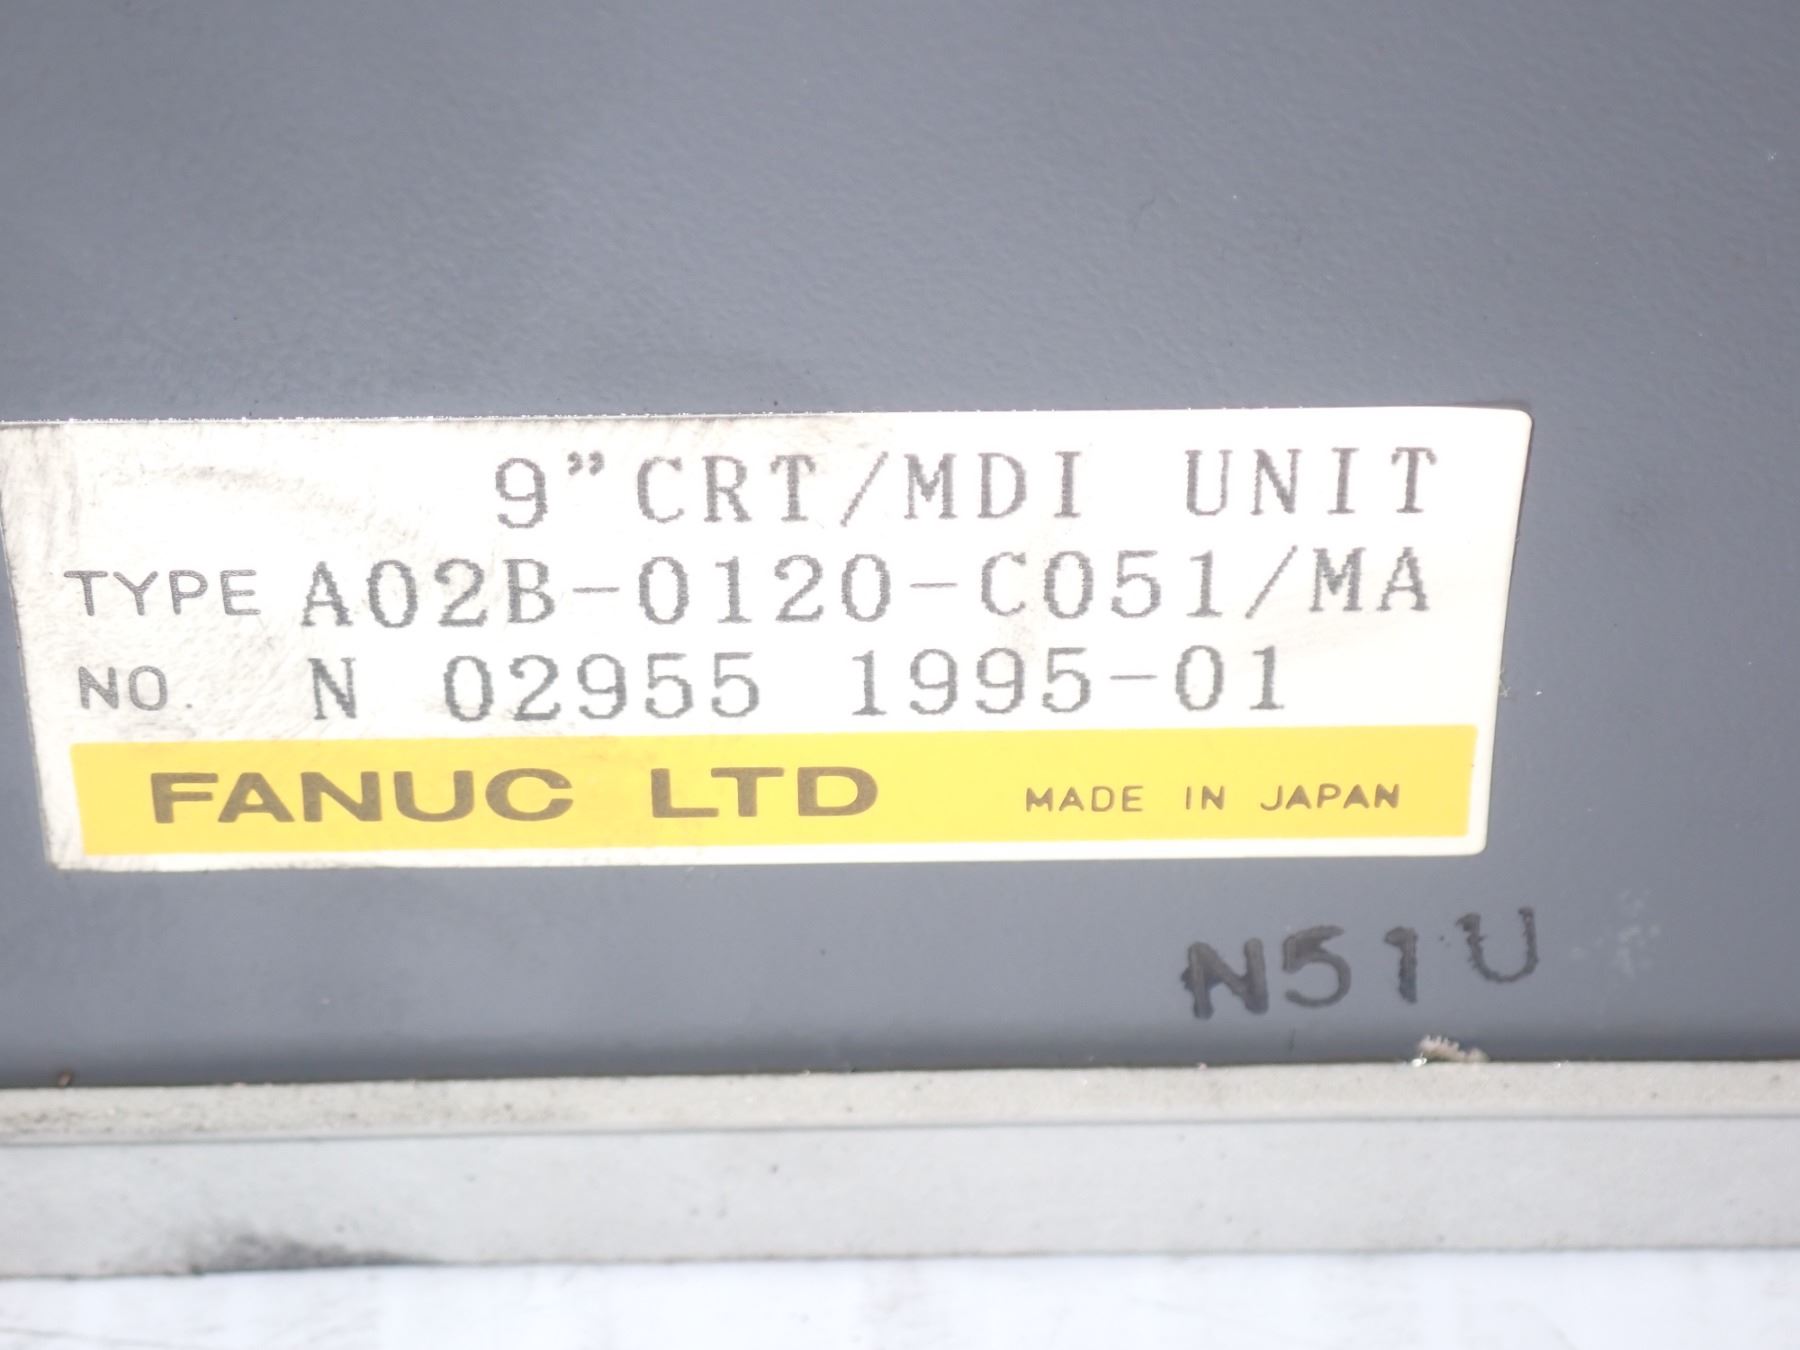 9”CRT/MDI UNIT
TYPE A02B-0120-C051/MA
NO. N 02955 1995-01
FANUC LTD MADE IN JAPAN
N51U